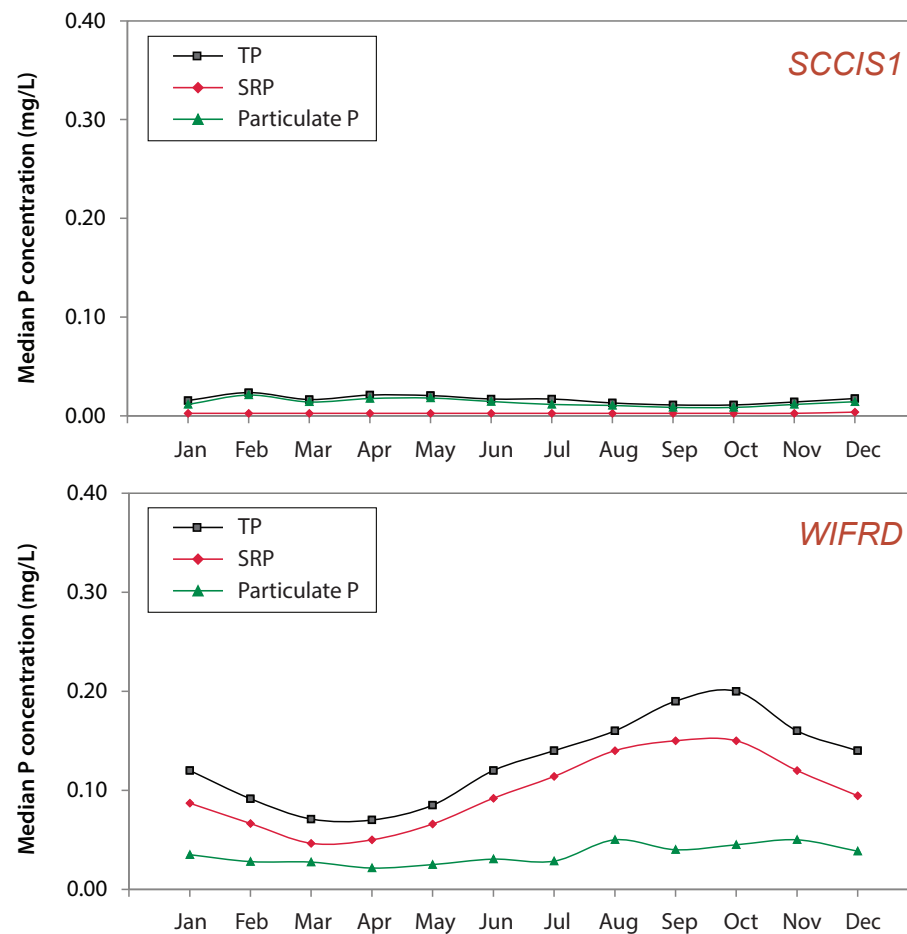 0.40
TP
SRP
Particulate P
SCCIS1
0.30
0.20
0.10
0.00
Median P concentration (mg/L)
Jan Feb Mar Apr May Jun Jul Aug Sep Oct Nov Dec
0.40
TP
SRP
Particulate P
WIFRD
0.30
0.20
0.10
0.00
Median P concentration (mg/L)
Jan Feb Mar Apr May Jun Jul Aug Sep Oct Nov Dec